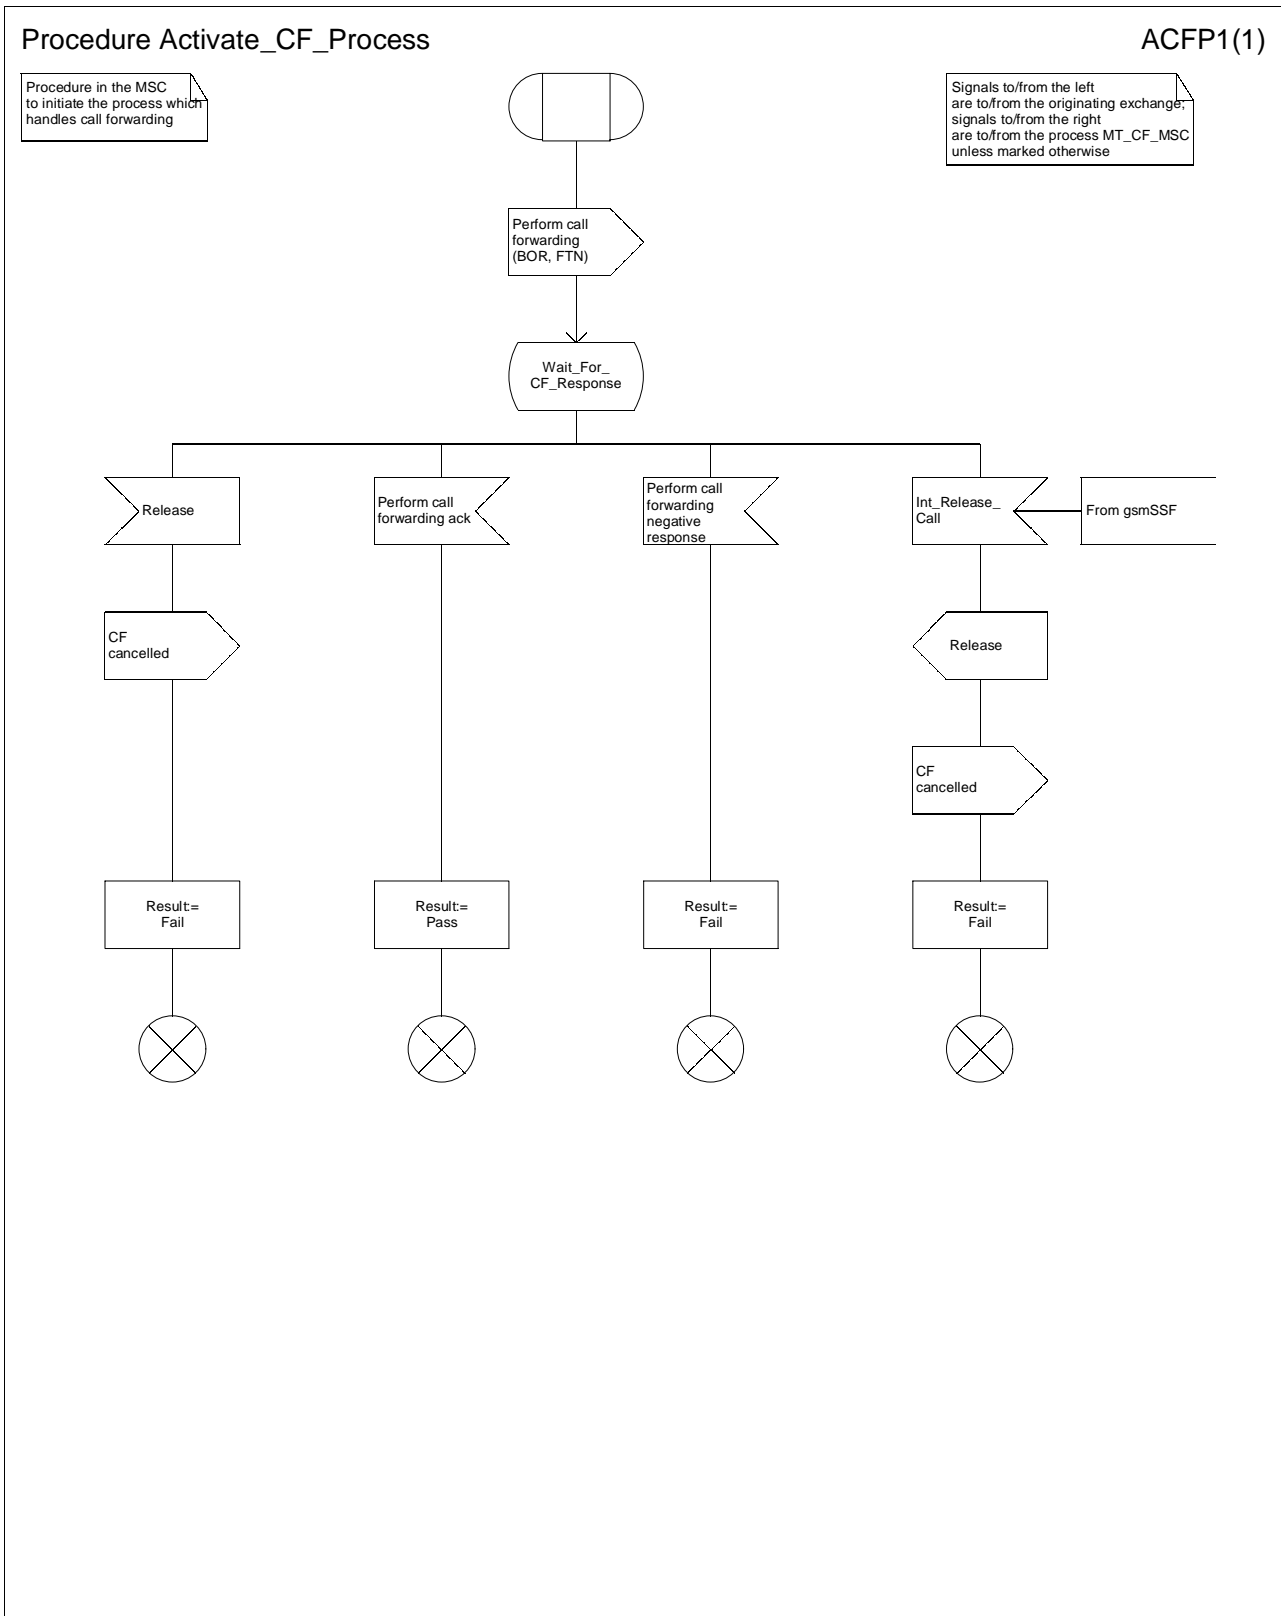 Procedure Activate_CF_Process
ACFP1(1)
Procedure in the MSC
to initiate the process which
handles call forwarding
Signals to/from the left
are to/from the originating exchange;
signals to/from the right
are to/from the process MT_CF_MSC
unless marked otherwise
Perform call
forwarding
(BOR, FTN)
Wait_For_
CF_Response
Release
Perform call
forwarding ack
Perform call
forwarding
negative
response
Int_Release_
Call
From gsmSSF
CF
cancelled
Release
CF
cancelled
Result:=
Fail
Result:=
Pass
Result:=
Fail
Result:=
Fail